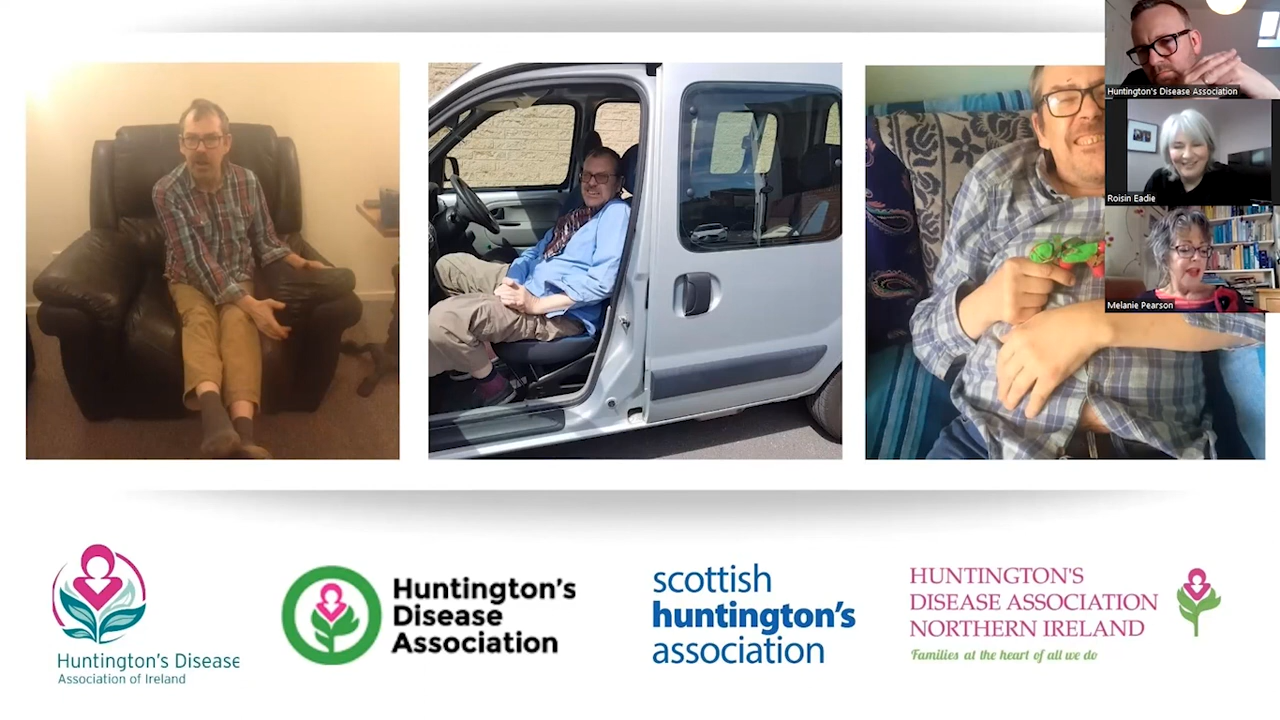 Huntington's Disease Association
Roisin Eadie
Melanie Pearson
Huntington's Disease
Association of Ireland
Huntington's
Disease
Association
scottish
huntington's
association
HUNTINGTON'S
DISEASE ASSOCIATION
NORTHERN IRELAND
Families at the heart of all we do